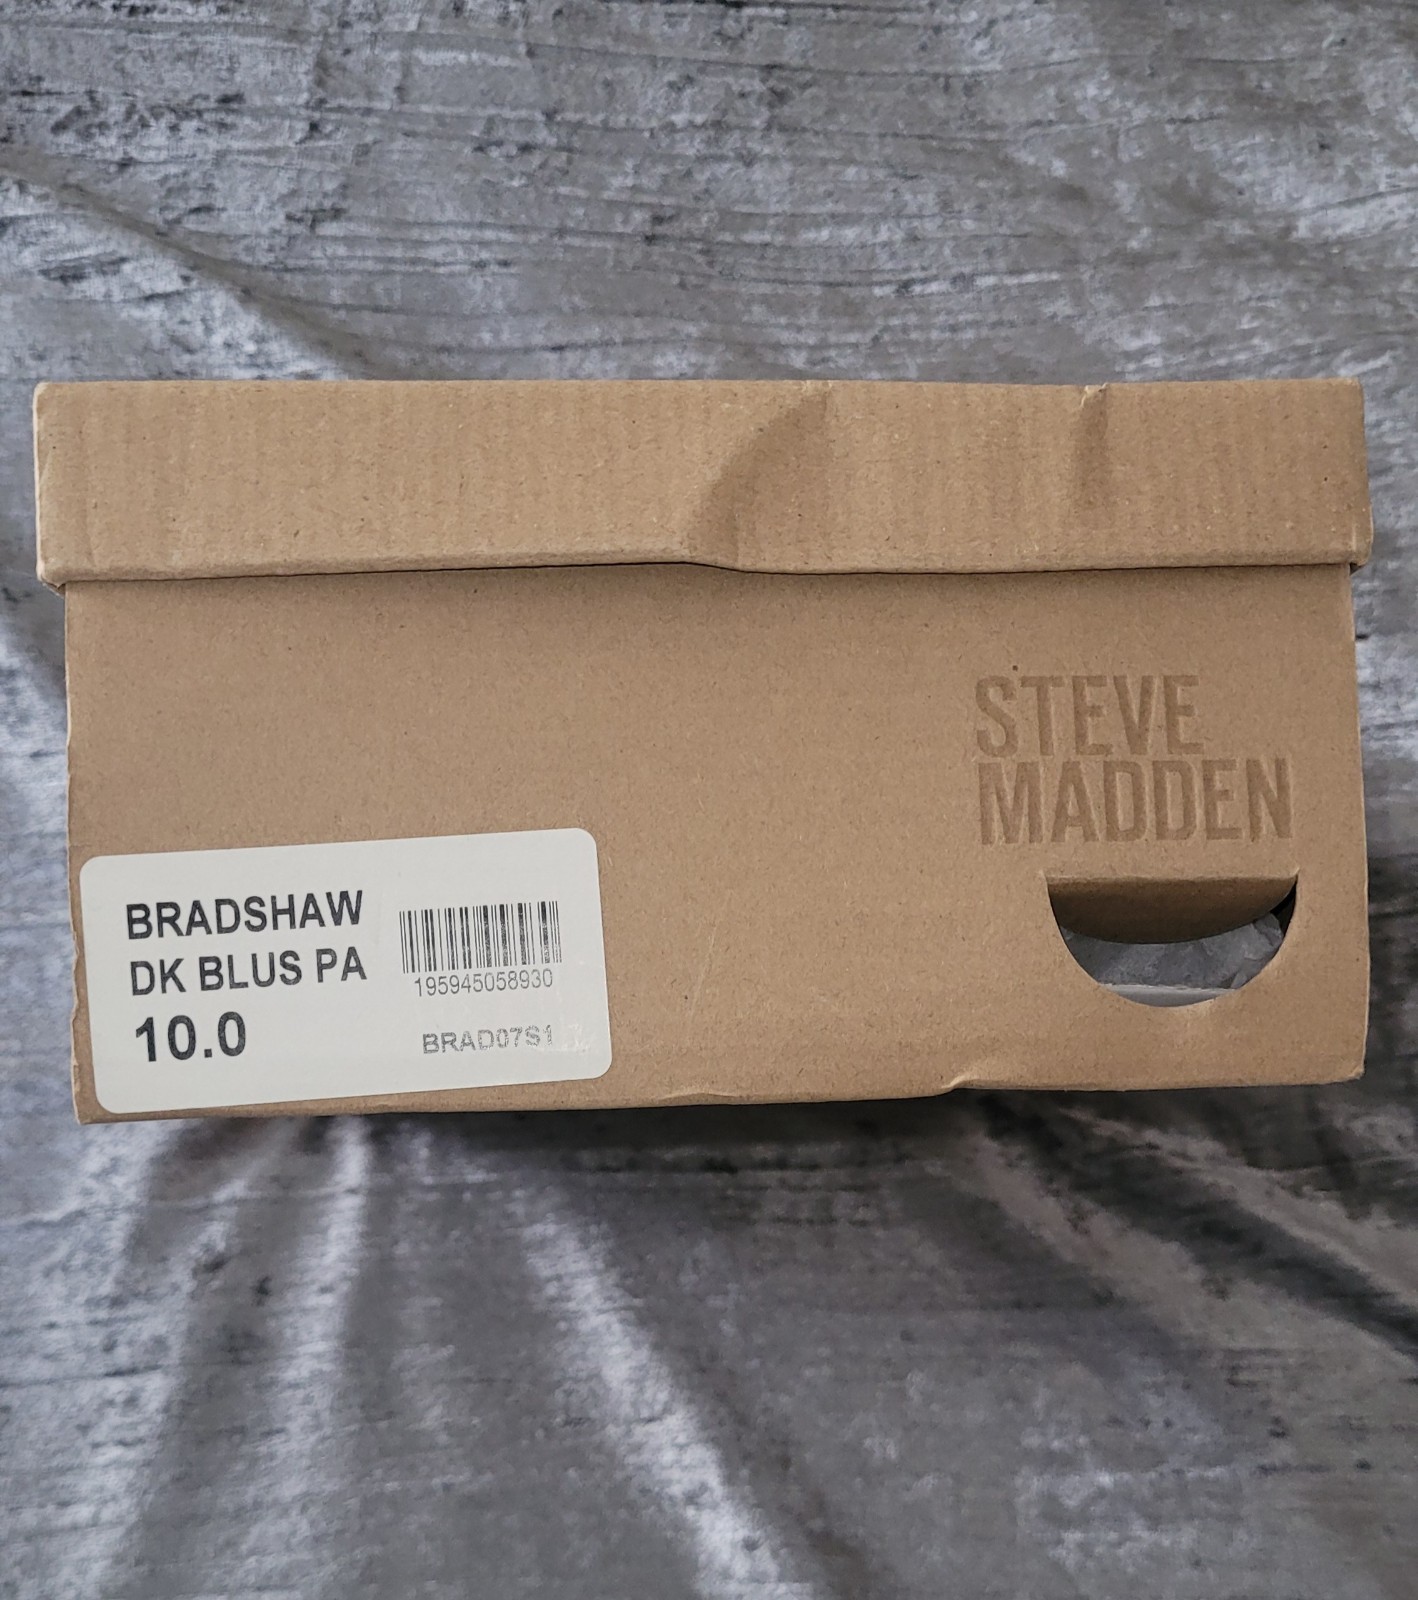 STEVE
MADDEN
BRADSHAW
DK BLUS PA
10.0
195945058930
BRAD07S1